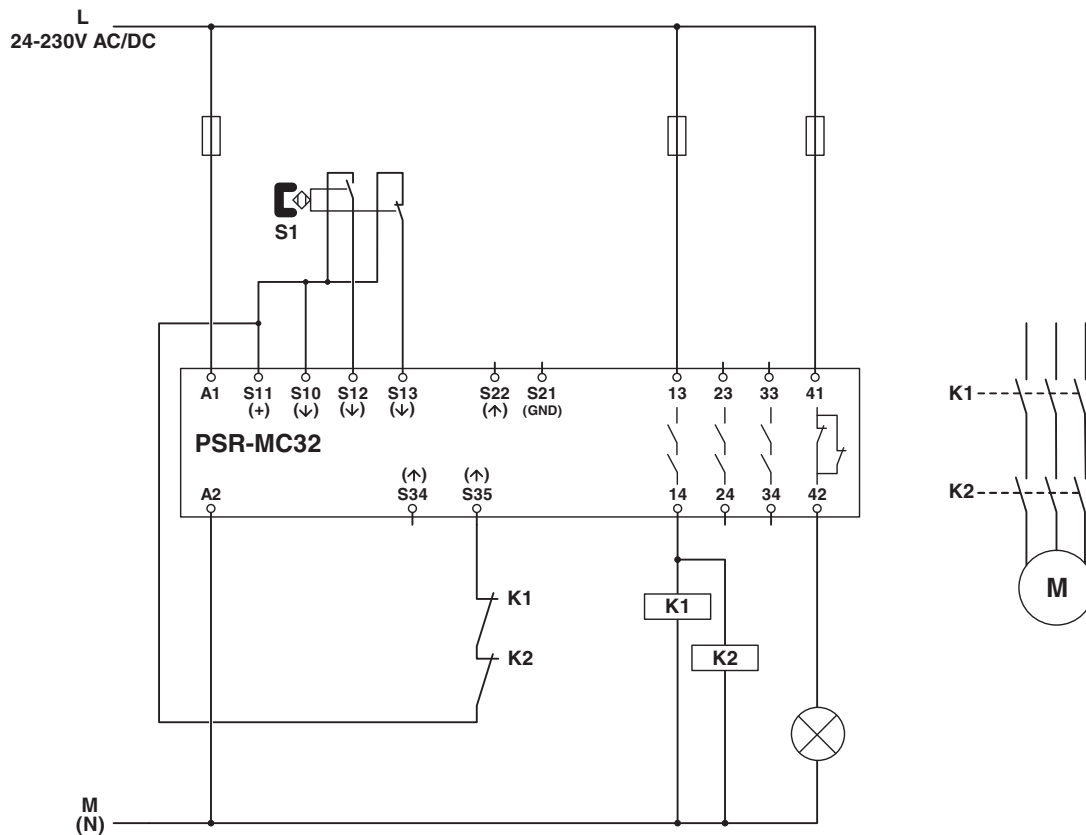 L
24-230V AC/DC
S1
A1 S11 S10 S12 S13 S22 S21 13 23 33 41
(+) (↓) (↓) (↓) (↑) (GND)
PSR-MC32
(↑) (↑)
A2 S34 S35 14 24 34 42
K1
K2
K1
K2
K1
K2
M
M
(N)